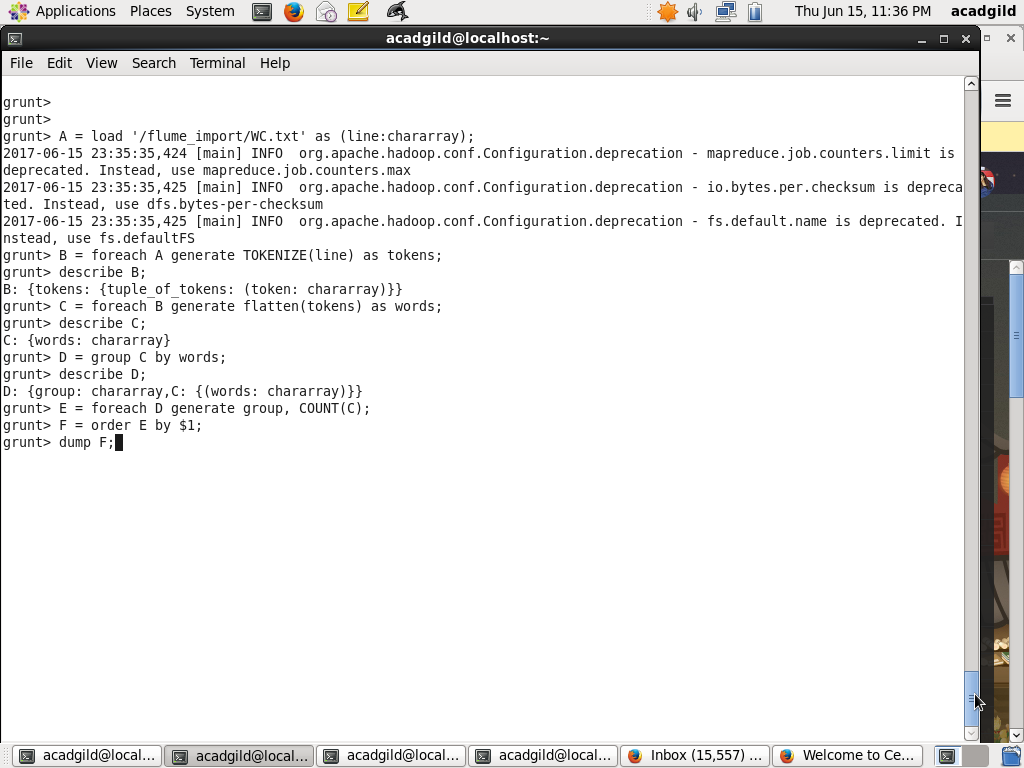 Applications Places System Thu Jun 15, 11:36 PM acadgild
acadgild@localhost:~
File Edit View Search Terminal Help
grunt>
grunt>
grunt> A = load '/flume_import/WC.txt' as (line:chararray);
2017-06-15 23:35:35,424 [main] INFO  org.apache.hadoop.conf.Configuration.deprecation - mapreduce.job.counters.limit is
deprecated. Instead, use mapreduce.job.counters.max
2017-06-15 23:35:35,425 [main] INFO  org.apache.hadoop.conf.Configuration.deprecation - io.bytes.per.checksum is depreca
ted. Instead, use dfs.bytes-per-checksum
2017-06-15 23:35:35,425 [main] INFO  org.apache.hadoop.conf.Configuration.deprecation - fs.default.name is deprecated. I
nstead, use fs.defaultFS
grunt> B = foreach A generate TOKENIZE(line) as tokens;
grunt> describe B;
B: {tokens: {tuple_of_tokens: (token: chararray)}}
grunt> C = foreach B generate flatten(tokens) as words;
grunt> describe C;
C: {words: chararray}
grunt> D = group C by words;
grunt> describe D;
D: {group: chararray,C: {(words: chararray)}}
grunt> E = foreach D generate group, COUNT(C);
grunt> F = order E by $1;
grunt> dump F;
acadgild@local... acadgild@local... acadgild@local... acadgild@local... Inbox (15,557) ... Welcome to Ce...